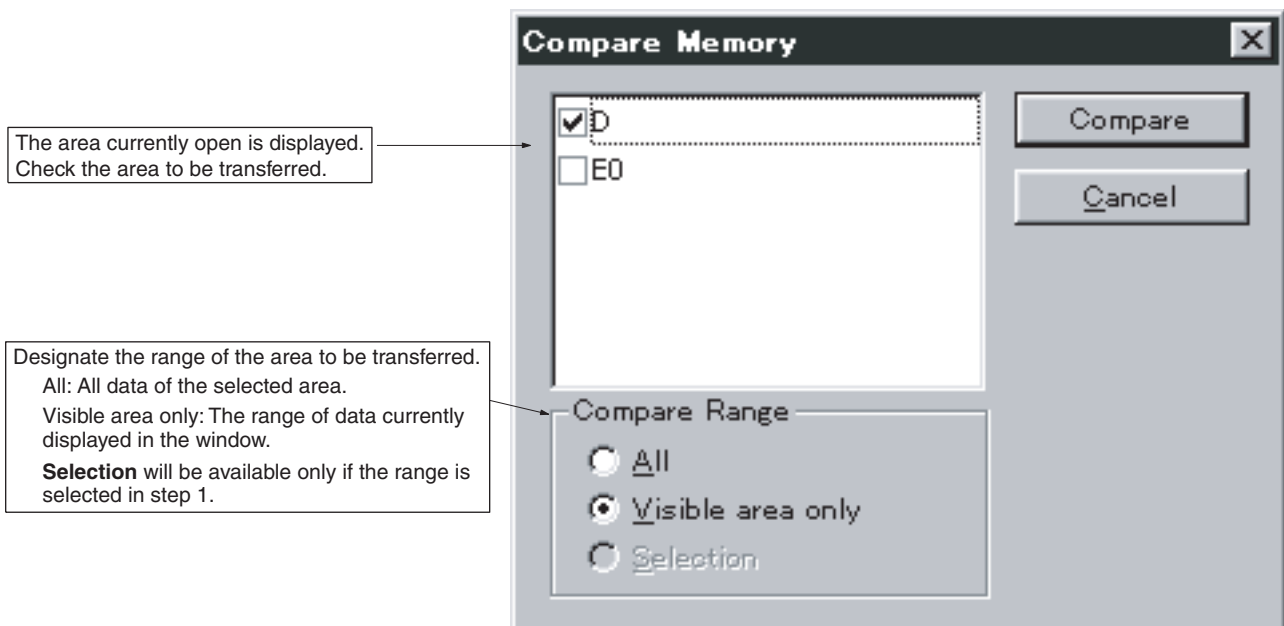 Compare Memory
The area currently open is displayed.
Check the area to be transferred.
D
E0
Compare
Cancel
Designate the range of the area to be transferred.
All: All data of the selected area.
Visible area only: The range of data currently
displayed in the window.
Selection will be available only if the range is
selected in step 1.
Compare Range
All
Visible area only
Selection